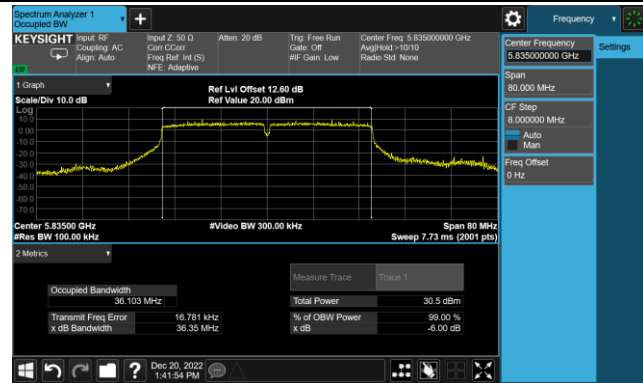 Spectrum Analyzer 1
Occupied BW
Frequency
KEYSIGHT
Input: RF
Coupling: AC
Align: Auto
Input Z: 50 Ω
Corr CCorr
Freq Ref: Int (S)
NFE: Adaptive
Atten: 20 dB
Trig: Free Run
Gate: Off
#IF Gain: Low
Center Freq: 5.835000000 GHz
Avg|Hold:>10/10
Radio Std: None
Center Frequency
5.835000000 GHz
Settings
Span
80.000 MHz
CF Step
8.000000 MHz
Auto
Man
Freq Offset
0 Hz
1 Graph
Scale/Div 10.0 dB
Ref Lvl Offset 12.60 dB
Ref Value 20.00 dBm
Log
10.0
0.00
-10.0
-20.0
-30.0
-40.0
-50.0
-60.0
-70.0
Center 5.83500 GHz
#Res BW 100.00 kHz
#Video BW 300.00 kHz
Span 80 MHz
Sweep 7.73 ms (2001 pts)
2 Metrics
Measure Trace
Trace 1
Occupied Bandwidth
36.103 MHz
Total Power
30.5 dBm
Transmit Freq Error
16.781 kHz
% of OBW Power
99.00 %
x dB Bandwidth
36.35 MHz
x dB
-6.00 dB
?
Dec 20, 2022
1:41:54 PM